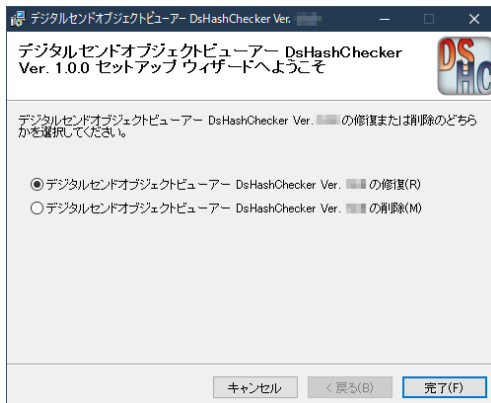 デジタルセンドオブジェクトビューアー DsHashChecker Ver.
デジタルセンドオブジェクトビューアー DsHashChecker
Ver. 1.0.0 セットアップ ウィザードへようこそ
DS
HC
デジタルセンドオブジェクトビューアー DsHashChecker Ver. の修復または削除のどちら
かを選択してください。
デジタルセンドオブジェクトビューアー DsHashChecker Ver. の修復(R)
デジタルセンドオブジェクトビューアー DsHashChecker Ver. の削除(M)
キャンセル
< 戻る(B)
完了(F)